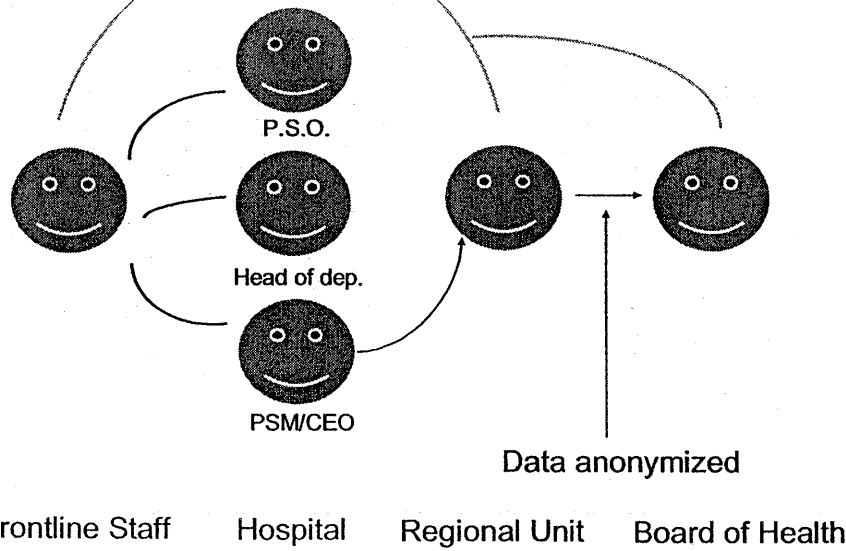 P.S.O.
Head of dep.
PSM/CEO
Data anonymized
rontline Staff Hospital Regional Unit Board of Health